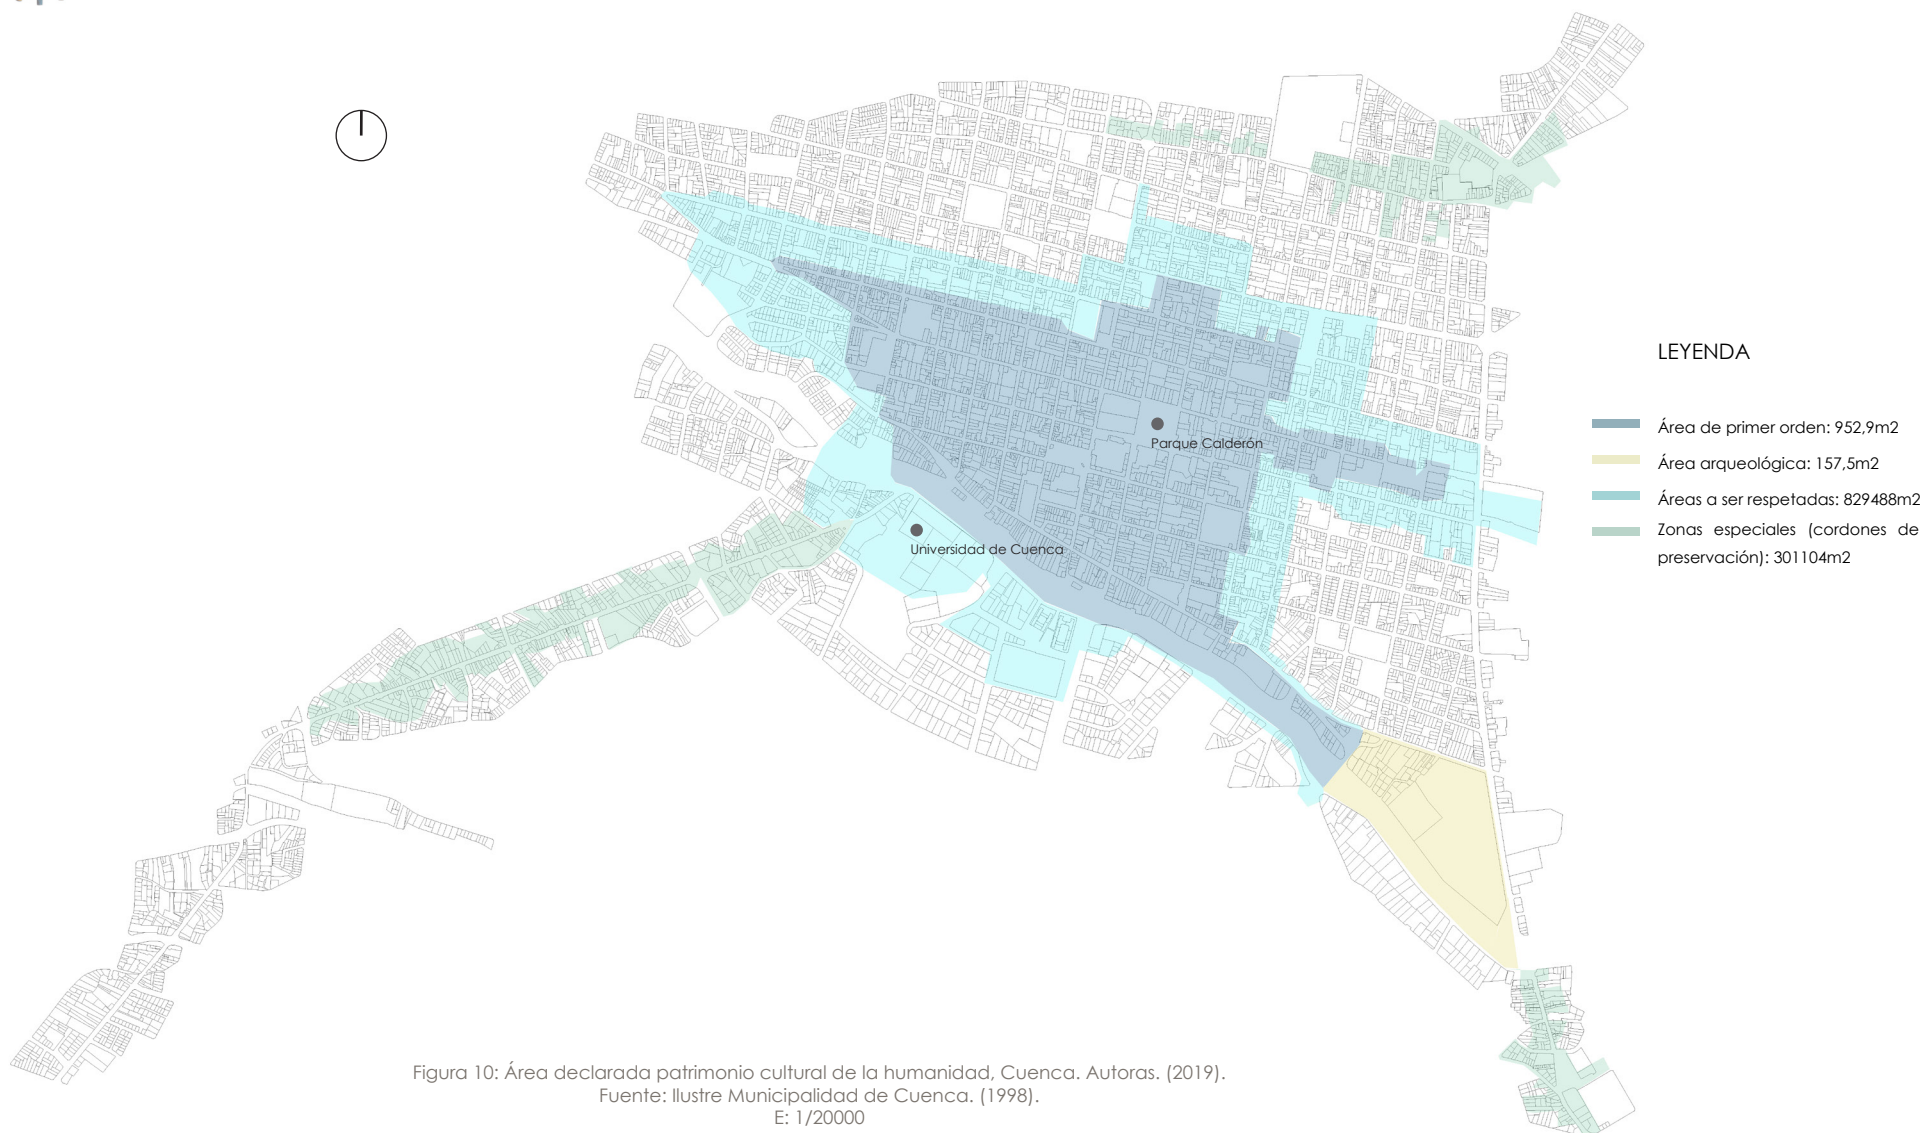 Parque Calderón
Universidad de Cuenca
LEYENDA
Área de primer orden: 952,9m2
Área arqueológica: 157,5m2
Áreas a ser respetadas: 829488m2
Zonas especiales (cordones de
preservación): 301104m2
Figura 10: Área declarada patrimonio cultural de la humanidad, Cuenca. Autoras. (2019).
Fuente: Ilustre Municipalidad de Cuenca. (1998).
E: 1/20000